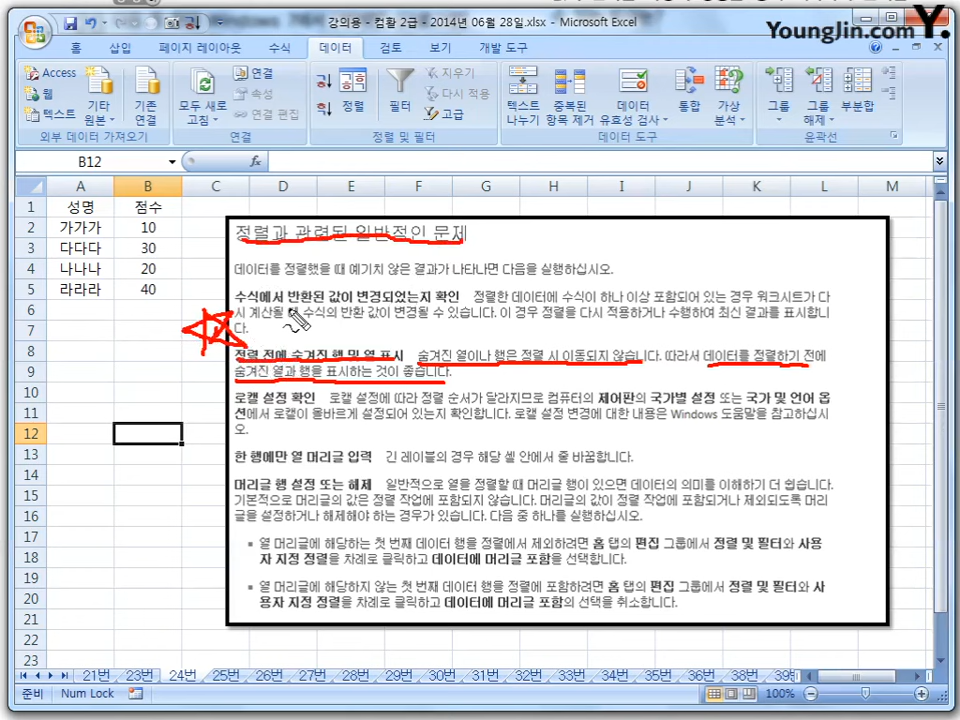 강의용 - 컴활 2급 - 2014년 06월 28일.xlsx - Microsoft Excel
YoungJin.com Y.
홈 삽입 페이지 레이아웃 수식 데이터 검토 보기 개발 도구
Access 웹 텍스트 기타 원본 기존 연결
모두 새로 고침 연결 속성 연결 편집
정렬 필터 지우기 다시 적용 고급
텍스트 나누기 중복된 항목 제거 데이터 유효성 검사 통합 가상 분석
그룹 그룹 해제 부분합
외부 데이터 가져오기 연결 정렬 및 필터 데이터 도구 윤곽선
B12 fx
A B C D E F G H I J K L M
1 성명 점수
2 가가가 10
3 다다다 30
4 나나나 20
5 라라라 40
6
7
8
9
10
11
12
13
14
15
16
17
18
19
20
21
22
23
정렬과 관련된 일반적인 문제
데이터를 정렬했을 때 예기치 않은 결과가 나타나면 다음을 실행하십시오.
수식에서 반환된 값이 변경되었는지 확인 정렬한 데이터에 수식이 하나 이상 포함되어 있는 경우 워크시트가 다
시 계산될 때 수식의 반환 값이 변경될 수 있습니다. 이 경우 정렬을 다시 적용하거나 수행하여 최신 결과를 표시합니
다.
정렬 전에 숨겨진 행 및 열 표시 숨겨진 열이나 행은 정렬 시 이동되지 않습니다. 따라서 데이터를 정렬하기 전에
숨겨진 열과 행을 표시하는 것이 좋습니다.
로캘 설정 확인 로캘 설정에 따라 정렬 순서가 달라지므로 컴퓨터의 제어판의 국가별 설정 또는 국가 및 언어 옵
션에서 로캘이 올바르게 설정되어 있는지 확인합니다. 로캘 설정 변경에 대한 내용은 Windows 도움말을 참고하십시
오.
한 행에만 열 머리글 입력 긴 레이블의 경우 해당 셀 안에서 줄 바꿈합니다.
머리글 행 설정 또는 해제 일반적으로 열을 정렬할 때 머리글 행이 있으면 데이터의 의미를 이해하기 더 쉽습니다.
기본적으로 머리글의 값은 정렬 작업에 포함되지 않습니다. 머리글의 값이 정렬 작업에 포함되거나 제외되도록 머리
글을 설정하거나 해제해야 하는 경우가 있습니다. 다음 중 하나를 실행하십시오.
▪ 열 머리글에 해당하는 첫 번째 데이터 행을 정렬에서 제외하려면 홈 탭의 편집 그룹에서 정렬 및 필터와 사용
자 지정 정렬을 차례로 클릭하고 데이터에 머리글 포함을 선택합니다.
▪ 열 머리글에 해당하지 않는 첫 번째 데이터 행을 정렬에 포함하려면 홈 탭의 편집 그룹에서 정렬 및 필터와 사
용자 지정 정렬을 차례로 클릭하고 데이터에 머리글 포함의 선택을 취소합니다.
21번 23번 24번 25번 26번 27번 28번 29번 30번 31번 32번 33번 34번 35번 36번 37번 38번
준비 Num Lock 100%